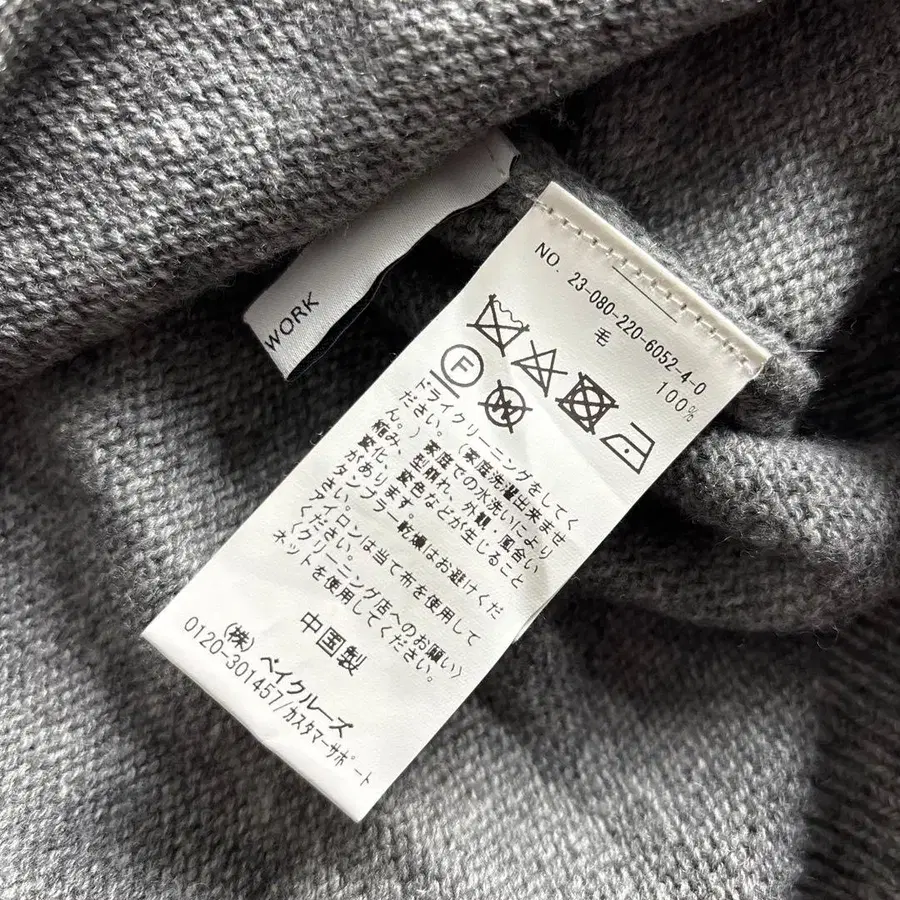 WORK
NO. 23-080-220-6052-4-0
毛 100%
F
W
ドライクリーニングをしてく
ださい。(家庭洗濯出来ませ
ん。)家庭での水洗いにより
縮み、型崩れ、外観・風合い
変化、変色などが生じること
があります。
タンブラー乾燥はお避けくだ
さい。
アイロンは当て布を使用して
ください。
〈クリーニング店へのお願い〉
ネットを使用してください。
中国製
(株)ベイクルーズ
0120-301457/カスタマーサポート